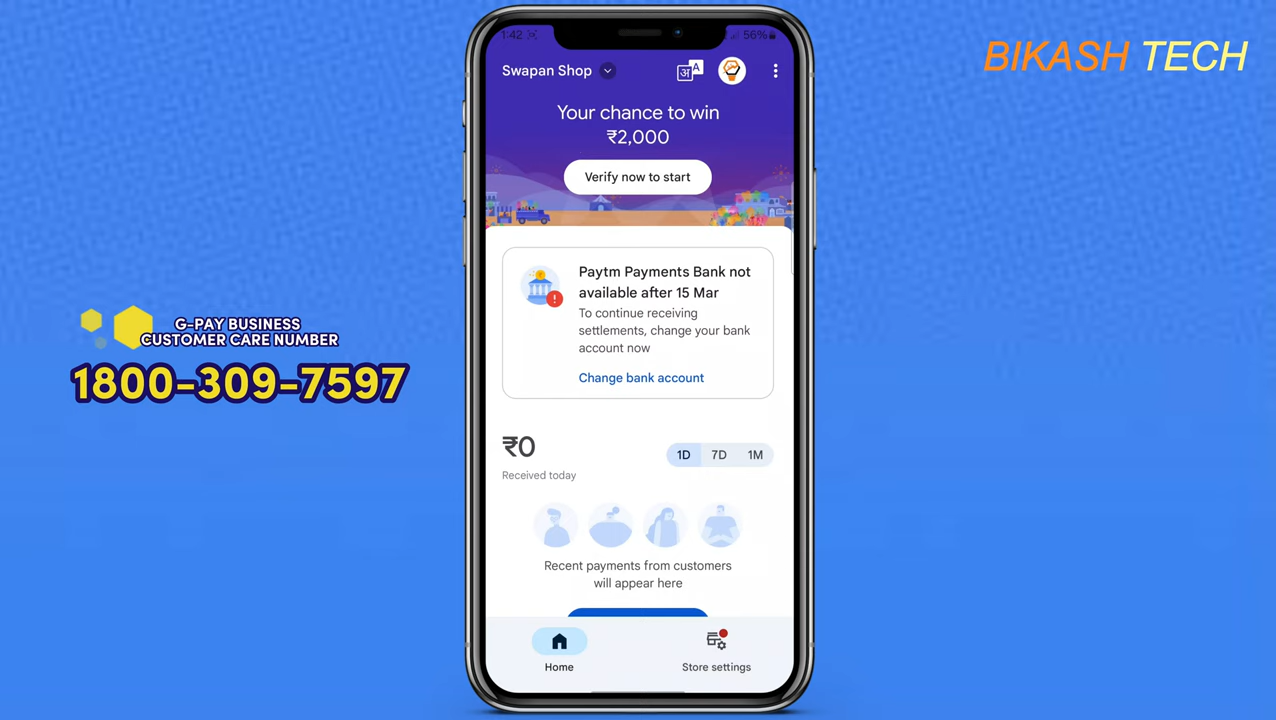 BIKASH TECH
1:42
56%
Swapan Shop
अ A
Your chance to win
₹2,000
Verify now to start
Paytm Payments Bank not
available after 15 Mar
To continue receiving
settlements, change your bank
account now
Change bank account
G-PAY BUSINESS
CUSTOMER CARE NUMBER
1800-309-7597
₹0
1D 7D 1M
Received today
Recent payments from customers
will appear here
Home
Store settings